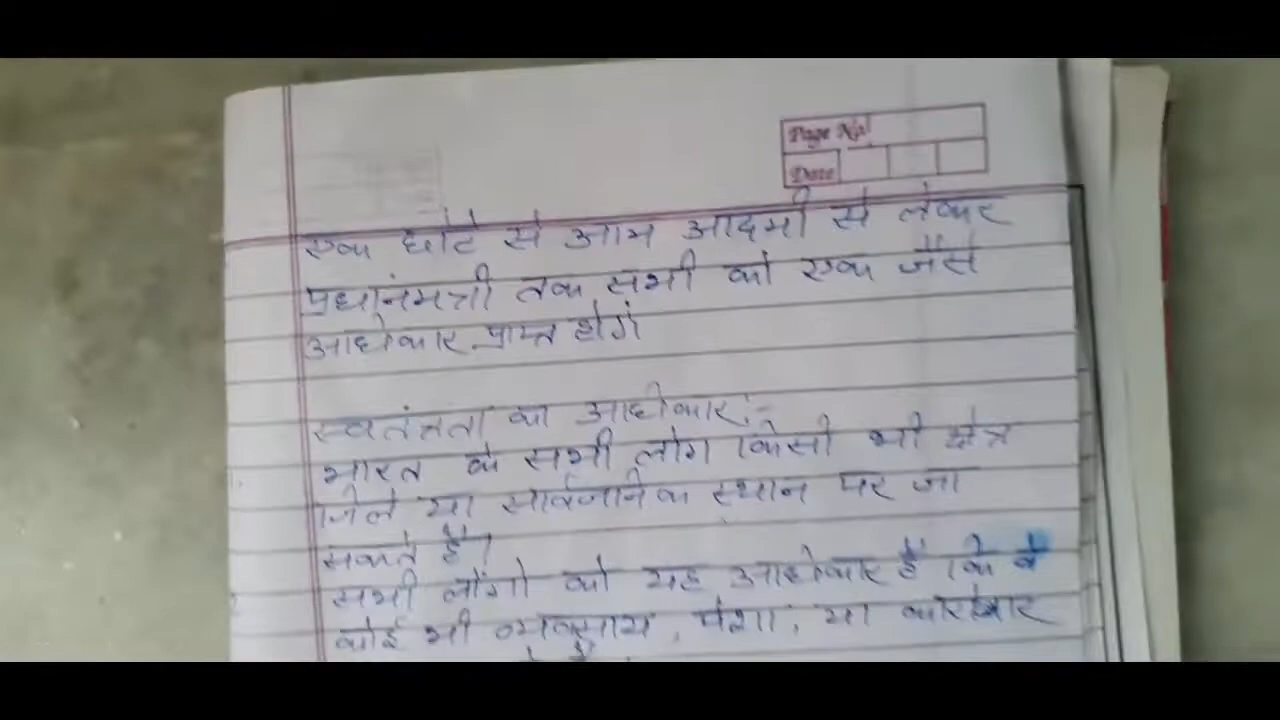 Page No.
Date
एक छोटे से आम आदमी से लेकर
प्रधानंमत्री तक सभी को एक जैसे
अधिकार प्राप्त होगें
स्वतंत्रता का अधिकार:-
भारत के सभी लोग किसी भी क्षेत्र
जिले या सार्वजनिक स्थान पर जा
सकते हैं।
सभी लोंगो को यह अधिकार हैं कि वे
कोई भी व्यवसाय, पेशा, या कारोबार